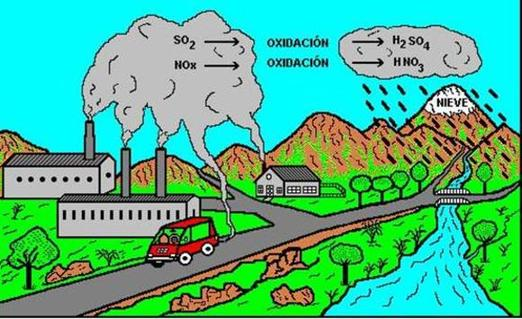 SO₂ → OXIDACIÓN → H₂SO₄
NOx → OXIDACIÓN → HNO₃
NIEVE